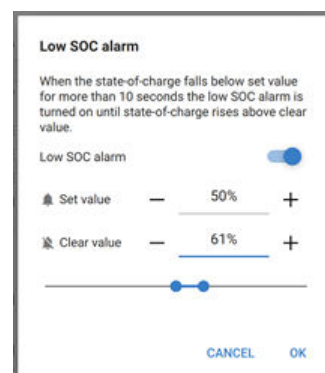 Low SOC alarm
When the state-of-charge falls below set value
for more than 10 seconds the low SOC alarm is
turned on until state-of-charge rises above clear
value.
Low SOC alarm
Set value — 50% +
Clear value — 61% +
CANCEL OK